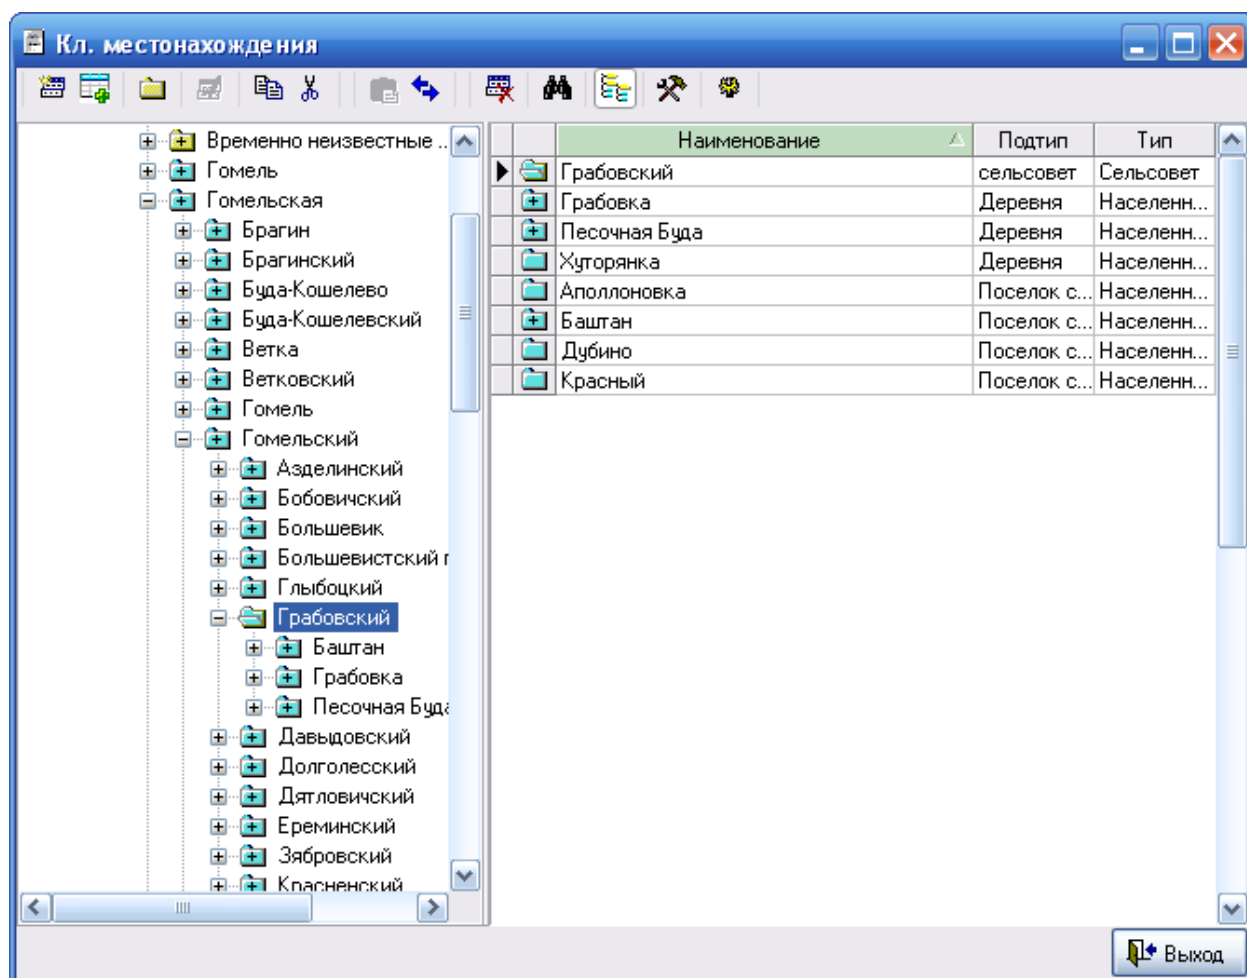 Кл. местонахождения
Временно неизвестные ..
Гомель
Гомельская
Брагин
Брагинский
Буда-Кошелево
Буда-Кошелевский
Ветка
Ветковский
Гомель
Гомельский
Азделинский
Бобовичский
Большевик
Большевистский п
Глыбоцкий
Грабовский
Баштан
Грабовка
Песочная Буда
Давыдовский
Долголесский
Дятловичский
Ереминский
Зябровский
Красненский
Наименование Подтип Тип
Грабовский сельсовет Сельсовет
Грабовка Деревня Населенн...
Песочная Буда Деревня Населенн...
Хуторянка Деревня Населенн...
Аполлоновка Поселок с... Населенн...
Баштан Поселок с... Населенн...
Дубино Поселок с... Населенн...
Красный Поселок с... Населенн...
Выход